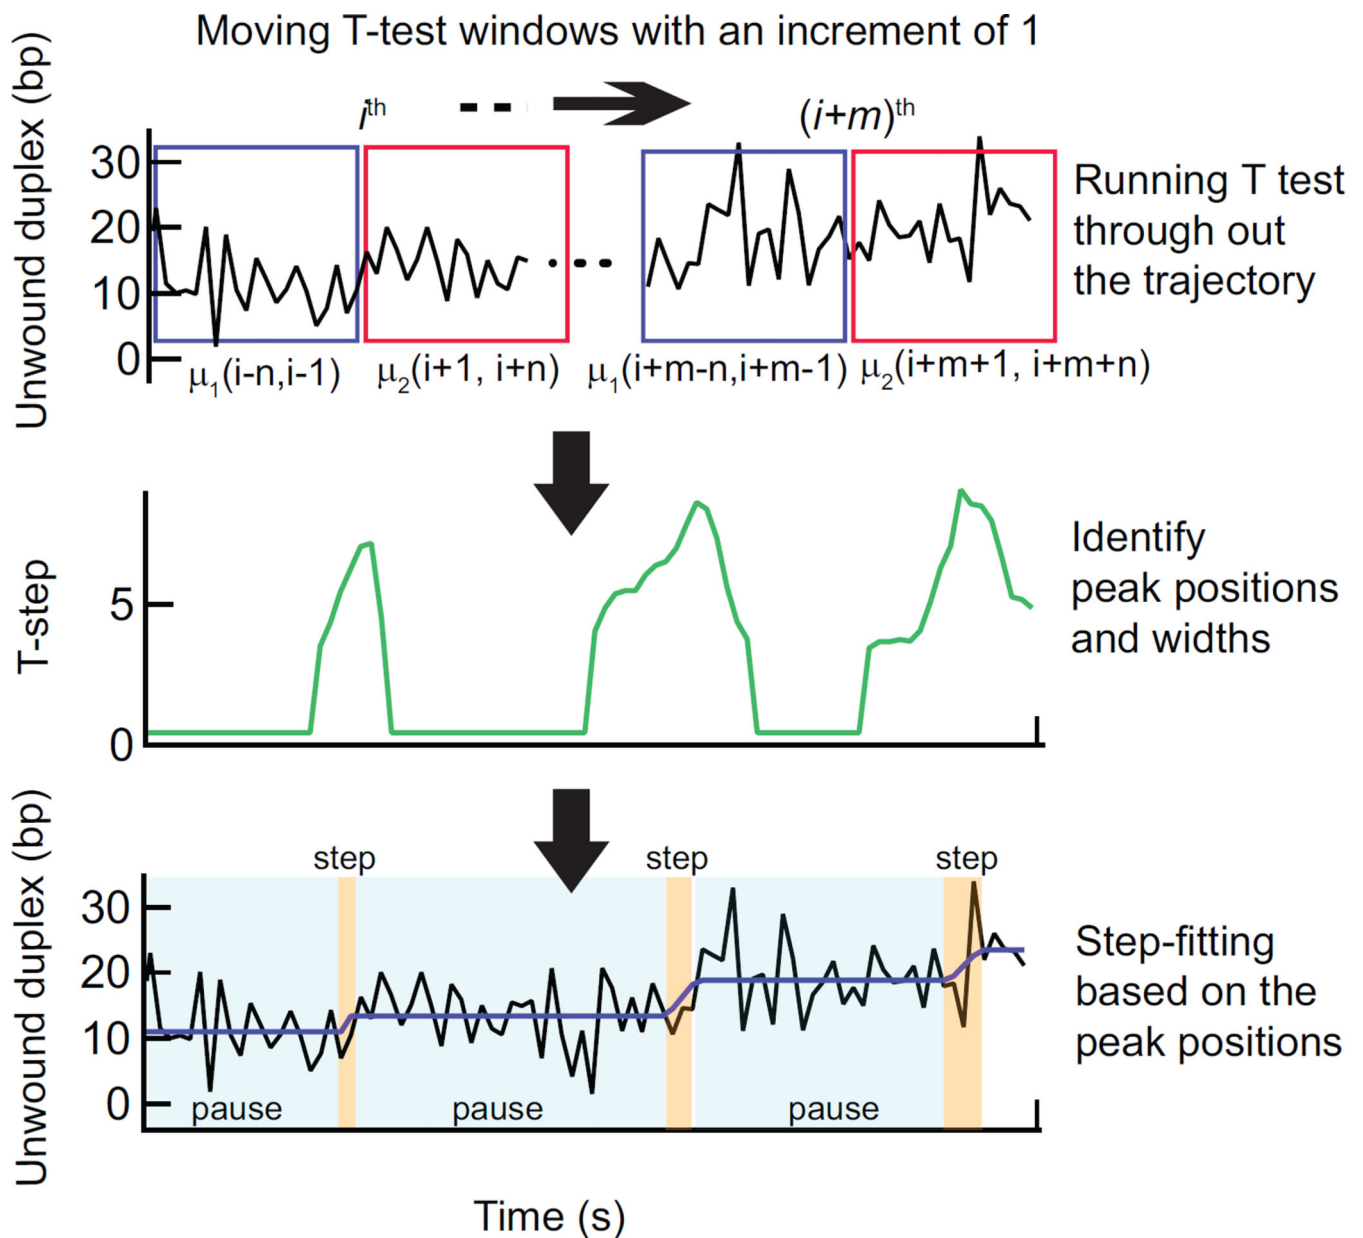 Moving T-test windows with an increment of 1
Unwound duplex (bp)
ith
(i+m)th
30
20
10
0
μ1(i-n,i-1)
μ2(i+1, i+n)
μ1(i+m-n,i+m-1)
μ2(i+m+1, i+m+n)
Running T test
through out
the trajectory
T-step
5
0
Identify
peak positions
and widths
Unwound duplex (bp)
step
step
step
30
20
10
0
pause
pause
pause
Step-fitting
based on the
peak positions
Time (s)